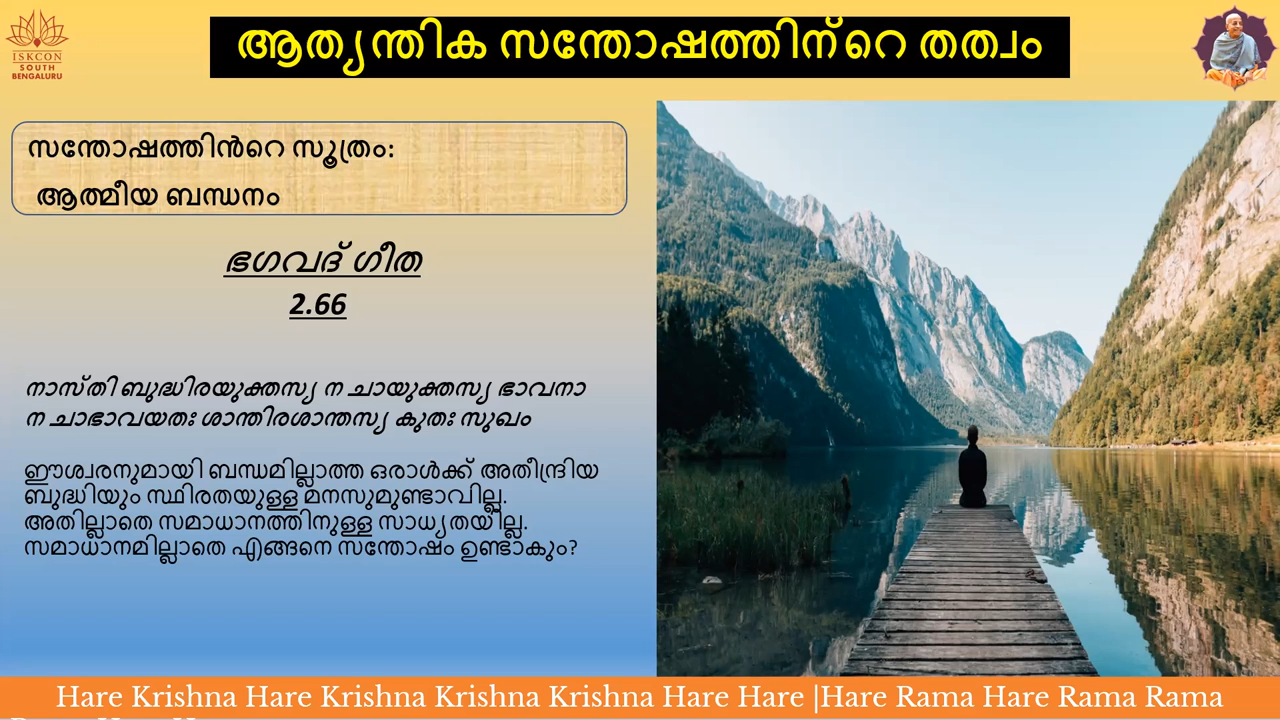 ISKCON
SOUTH
BENGALURU
ആത്യന്തിക സന്തോഷത്തിന്റെ തത്വം
സന്തോഷത്തിൻറെ സൂത്രം:
ആത്മീയ ബന്ധനം
ഭഗവദ് ഗീത
2.66
നാസ്തി ബുദ്ധിരയുക്തസ്യ ന ചായുക്തസ്യ ഭാവനാ
ന ചാഭാവയതഃ ശാന്തിരശാന്തസ്യ കുതഃ സുഖം
ഈശ്വരനുമായി ബന്ധമില്ലാത്ത ഒരാൾക്ക് അതീന്ദ്രിയ
ബുദ്ധിയും സ്ഥിരതയുള്ള മനസുമുണ്ടാവില്ല.
അതില്ലാതെ സമാധാനത്തിനുള്ള സാധ്യതയില്ല.
സമാധാനമില്ലാതെ എങ്ങനെ സന്തോഷം ഉണ്ടാകും?
Hare Krishna Hare Krishna Krishna Krishna Hare Hare |Hare Rama Hare Rama Rama